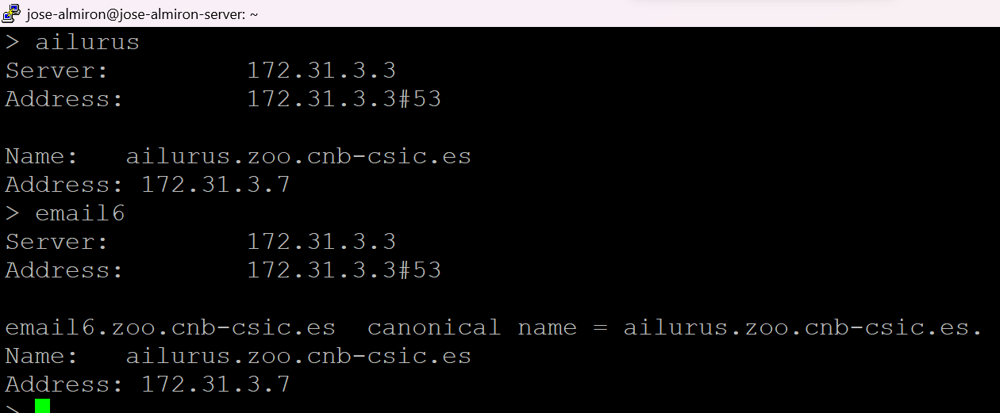 jose-almiron@jose-almiron-server: ~
> ailurus
Server: 172.31.3.3
Address: 172.31.3.3#53
Name: ailurus.zoo.cnb-csic.es
Address: 172.31.3.7
> email6
Server: 172.31.3.3
Address: 172.31.3.3#53
email6.zoo.cnb-csic.es canonical name = ailurus.zoo.cnb-csic.es.
Name: ailurus.zoo.cnb-csic.es
Address: 172.31.3.7
>